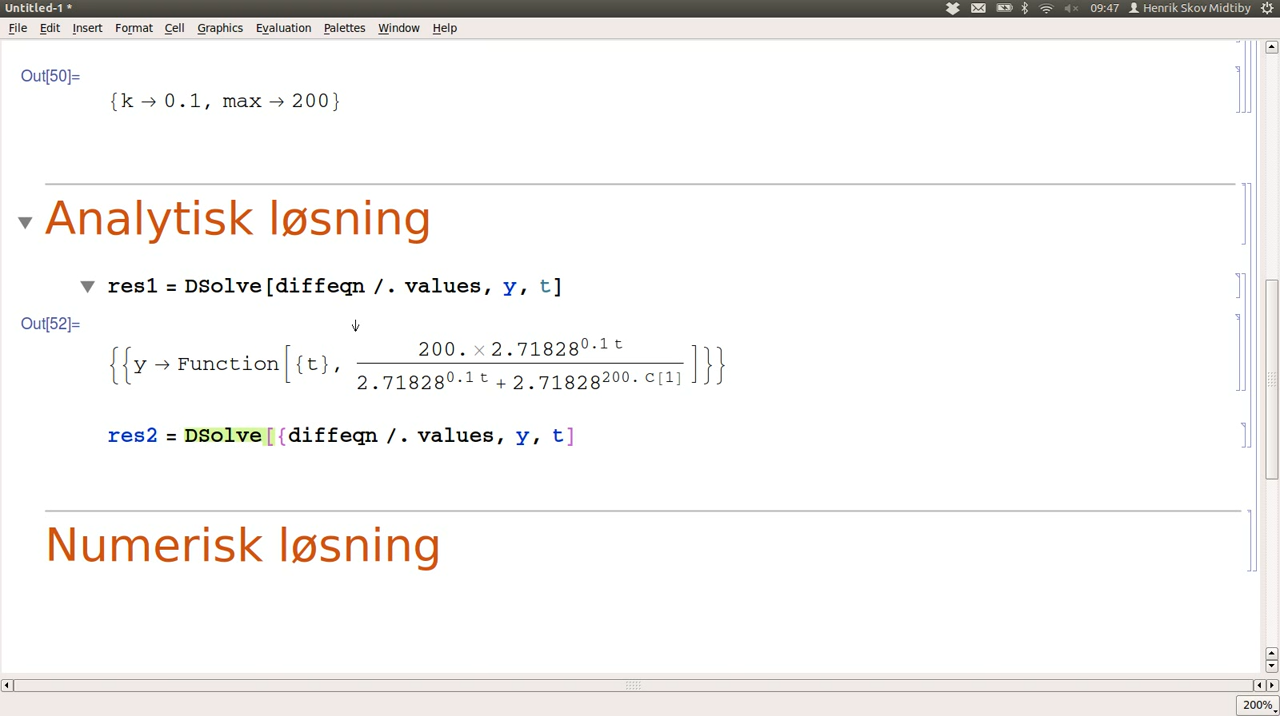 Untitled-1 *
09:47 Henrik Skov Midtiby
File Edit Insert Format Cell Graphics Evaluation Palettes Window Help
Out[50]=
{k → 0.1, max → 200}
Analytisk løsning
res1 = DSolve[diffeqn /. values, y, t]
Out[52]=
{{y → Function[{t}, (200. × 2.71828^(0.1 t))/(2.71828^(0.1 t) + 2.71828^(200. C[1]))]}}
res2 = DSolve[{diffeqn /. values, y, t]
Numerisk løsning
200%